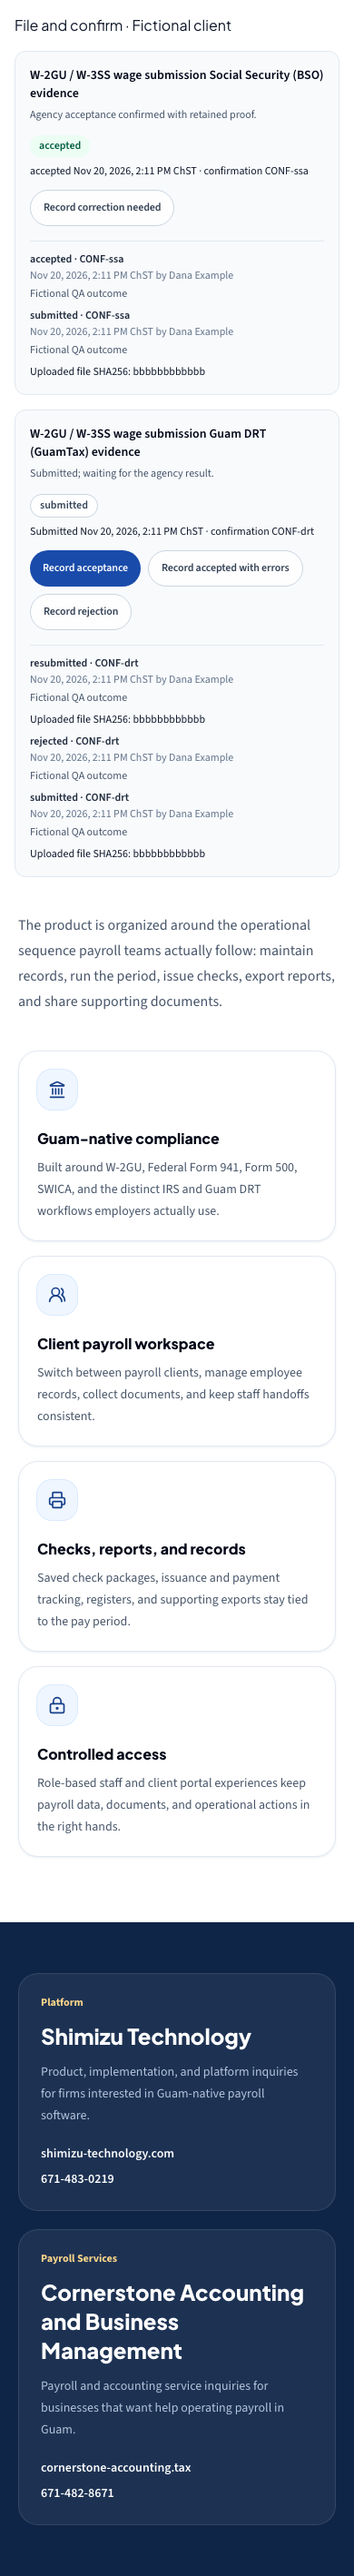 File and confirm · Fictional client
W-2GU / W-3SS wage submission Social Security (BSO)
evidence
Agency acceptance confirmed with retained proof.
accepted
accepted Nov 20, 2026, 2:11 PM ChST · confirmation CONF-ssa
Record correction needed
accepted · CONF-ssa
Nov 20, 2026, 2:11 PM ChST by Dana Example
Fictional QA outcome
submitted · CONF-ssa
Nov 20, 2026, 2:11 PM ChST by Dana Example
Fictional QA outcome
Uploaded file SHA256: bbbbbbbbbbbb
W-2GU / W-3SS wage submission Guam DRT
(GuamTax) evidence
Submitted; waiting for the agency result.
submitted
Submitted Nov 20, 2026, 2:11 PM ChST · confirmation CONF-drt
Record acceptance
Record accepted with errors
Record rejection
resubmitted · CONF-drt
Nov 20, 2026, 2:11 PM ChST by Dana Example
Fictional QA outcome
Uploaded file SHA256: bbbbbbbbbbbb
rejected · CONF-drt
Nov 20, 2026, 2:11 PM ChST by Dana Example
Fictional QA outcome
submitted · CONF-drt
Nov 20, 2026, 2:11 PM ChST by Dana Example
Fictional QA outcome
Uploaded file SHA256: bbbbbbbbbbbb
The product is organized around the operational
sequence payroll teams actually follow: maintain
records, run the period, issue checks, export reports,
and share supporting documents.
Guam-native compliance
Built around W-2GU, Federal Form 941, Form 500,
SWICA, and the distinct IRS and Guam DRT
workflows employers actually use.
Client payroll workspace
Switch between payroll clients, manage employee
records, collect documents, and keep staff handoffs
consistent.
Checks, reports, and records
Saved check packages, issuance and payment
tracking, registers, and supporting exports stay tied
to the pay period.
Controlled access
Role-based staff and client portal experiences keep
payroll data, documents, and operational actions in
the right hands.
Platform
Shimizu Technology
Product, implementation, and platform inquiries
for firms interested in Guam-native payroll
software.
shimizu-technology.com
671-483-0219
Payroll Services
Cornerstone Accounting
and Business
Management
Payroll and accounting service inquiries for
businesses that want help operating payroll in
Guam.
cornerstone-accounting.tax
671-482-8671